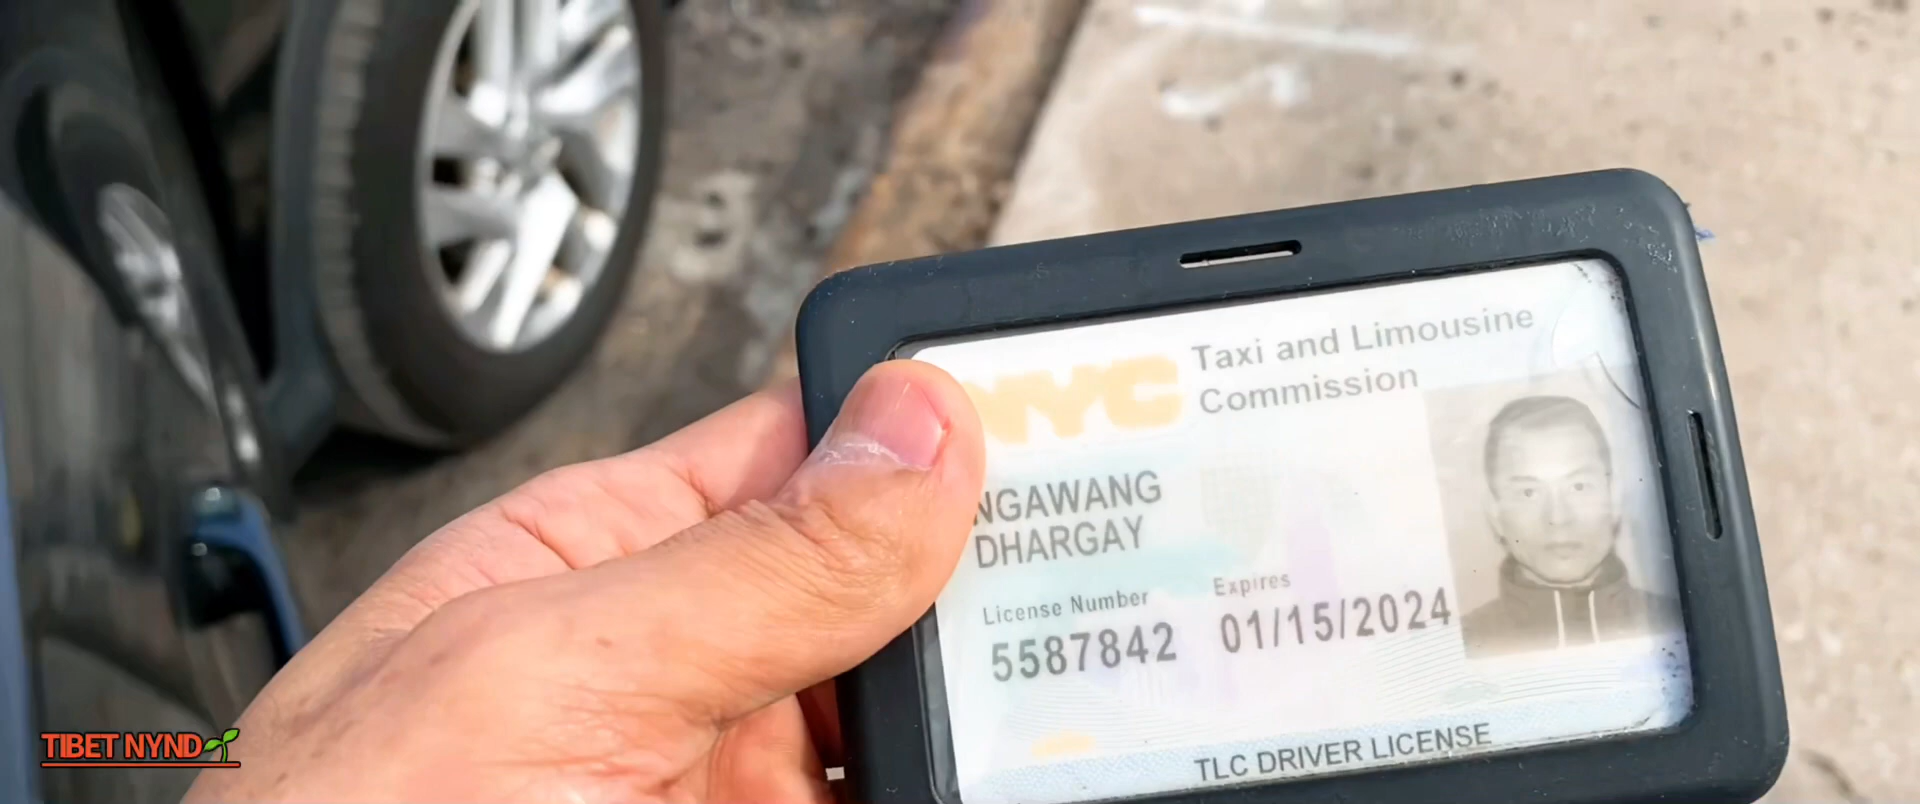 NYC
Taxi and Limousine
Commission
NGAWANG
DHARGAY
License Number
5587842
Expires
01/15/2024
TLC DRIVER LICENSE
TIBET NYND